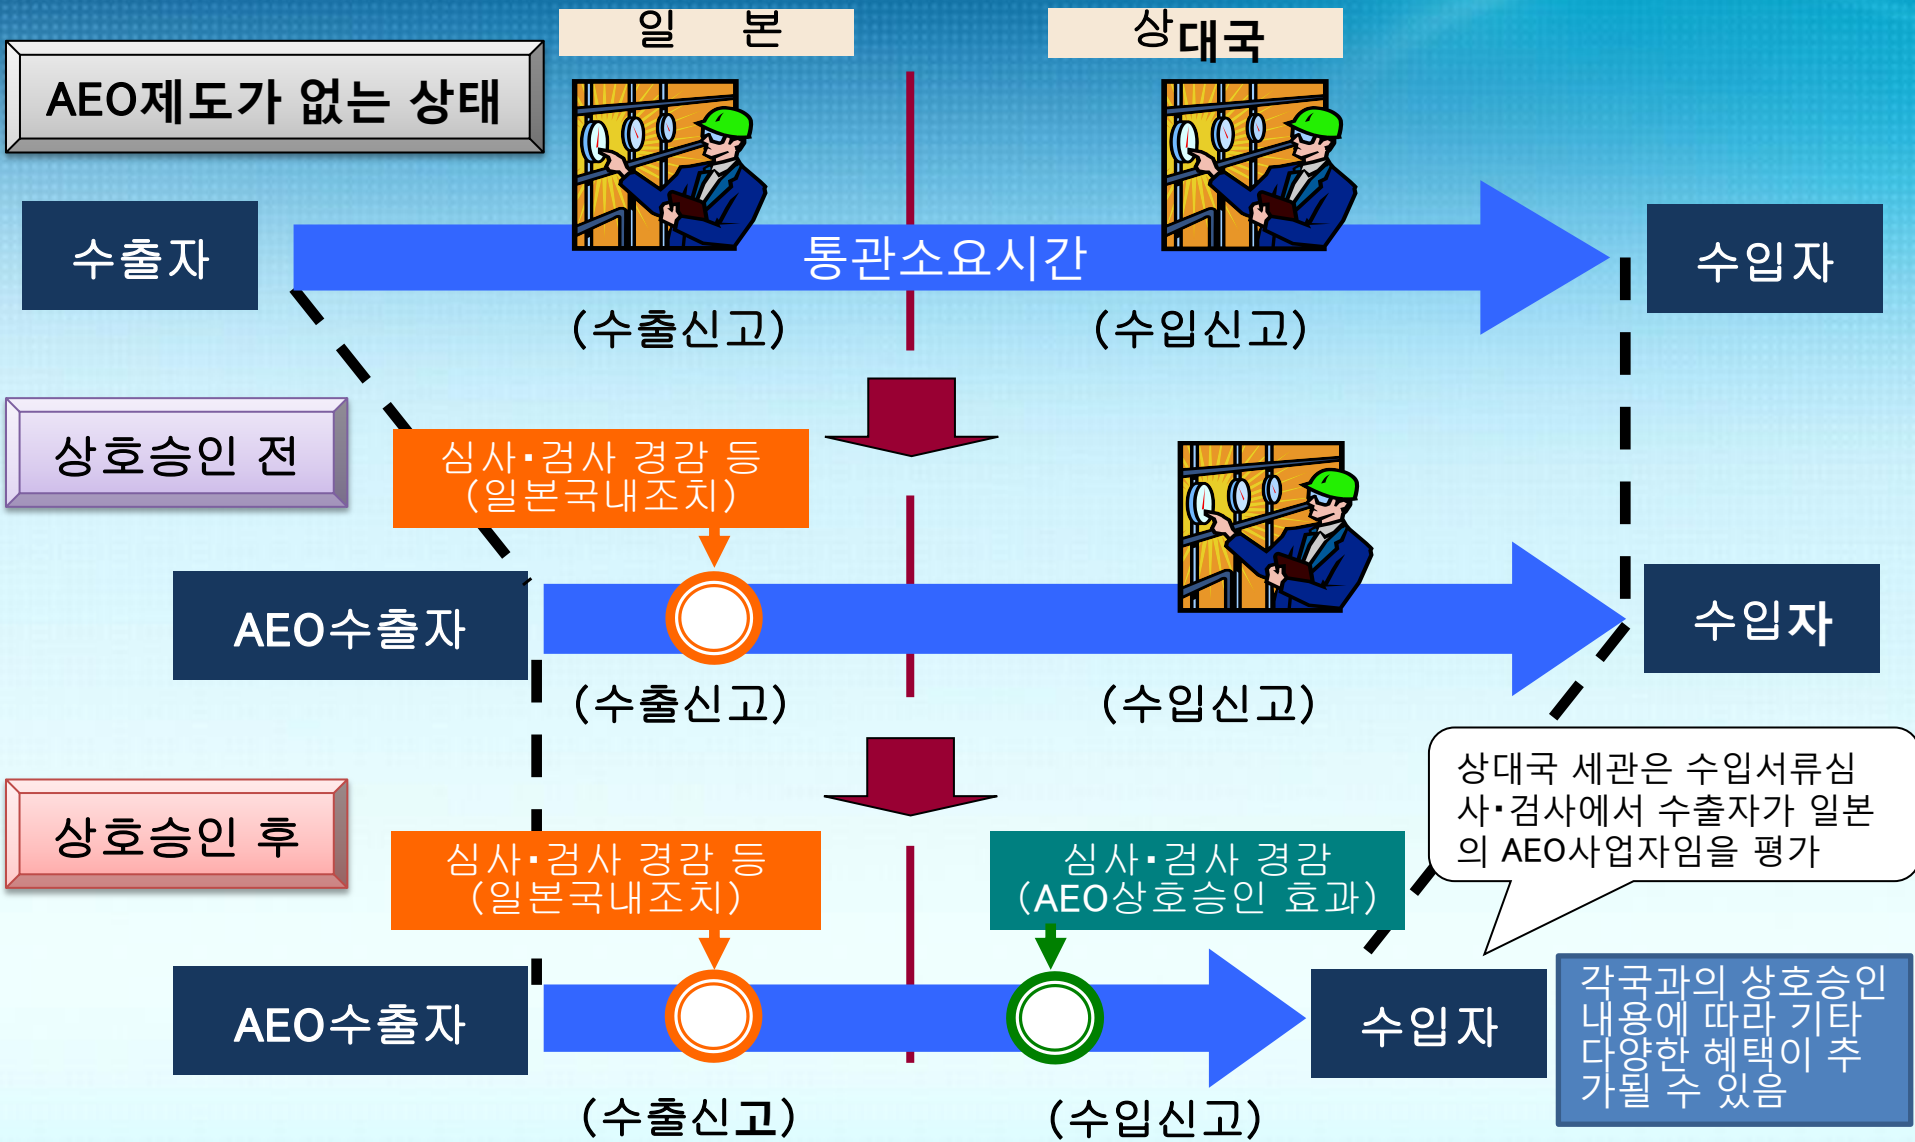 일 본
상대국
AEO제도가 없는 상태
수출자
통관소요시간
수입자
(수출신고)
(수입신고)
상호승인 전
심사▪검사 경감 등
(일본국내조치)
AEO수출자
수입자
(수출신고)
(수입신고)
상대국 세관은 수입서류심
사▪검사에서 수출자가 일본
의 AEO사업자임을 평가
상호승인 후
심사▪검사 경감 등
(일본국내조치)
심사▪검사 경감
(AEO상호승인 효과)
AEO수출자
수입자
각국과의 상호승인
내용에 따라 기타
다양한 혜택이 추
가될 수 있음
(수출신고)
(수입신고)